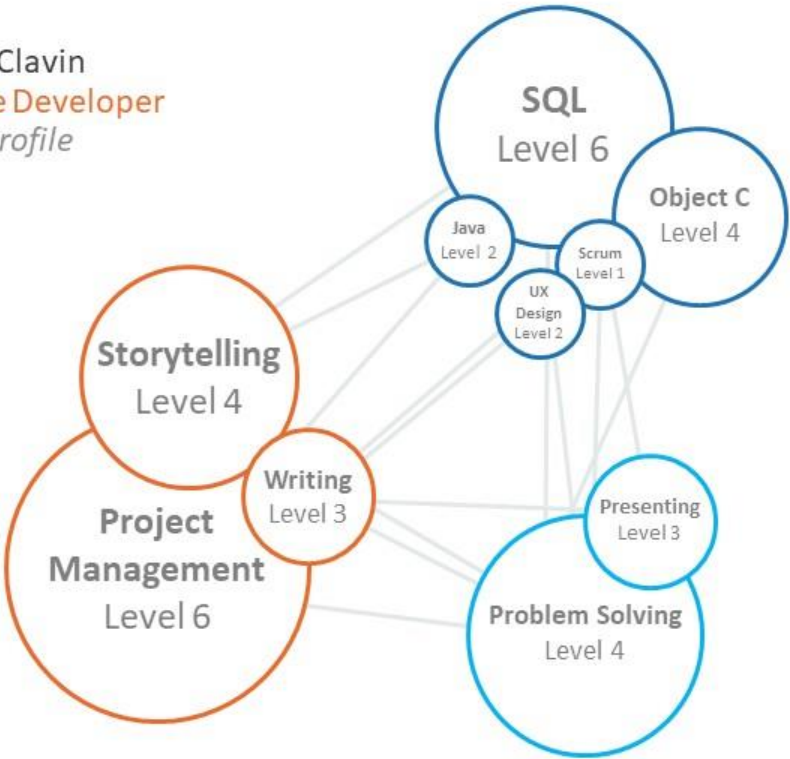 Clavin
e Developer
rofile
SQL
Level 6
Object C
Level 4
Java
Level 2
Scrum
Level 1
UX
Design
Level 2
Storytelling
Level 4
Writing
Level 3
Project
Management
Level 6
Presenting
Level 3
Problem Solving
Level 4